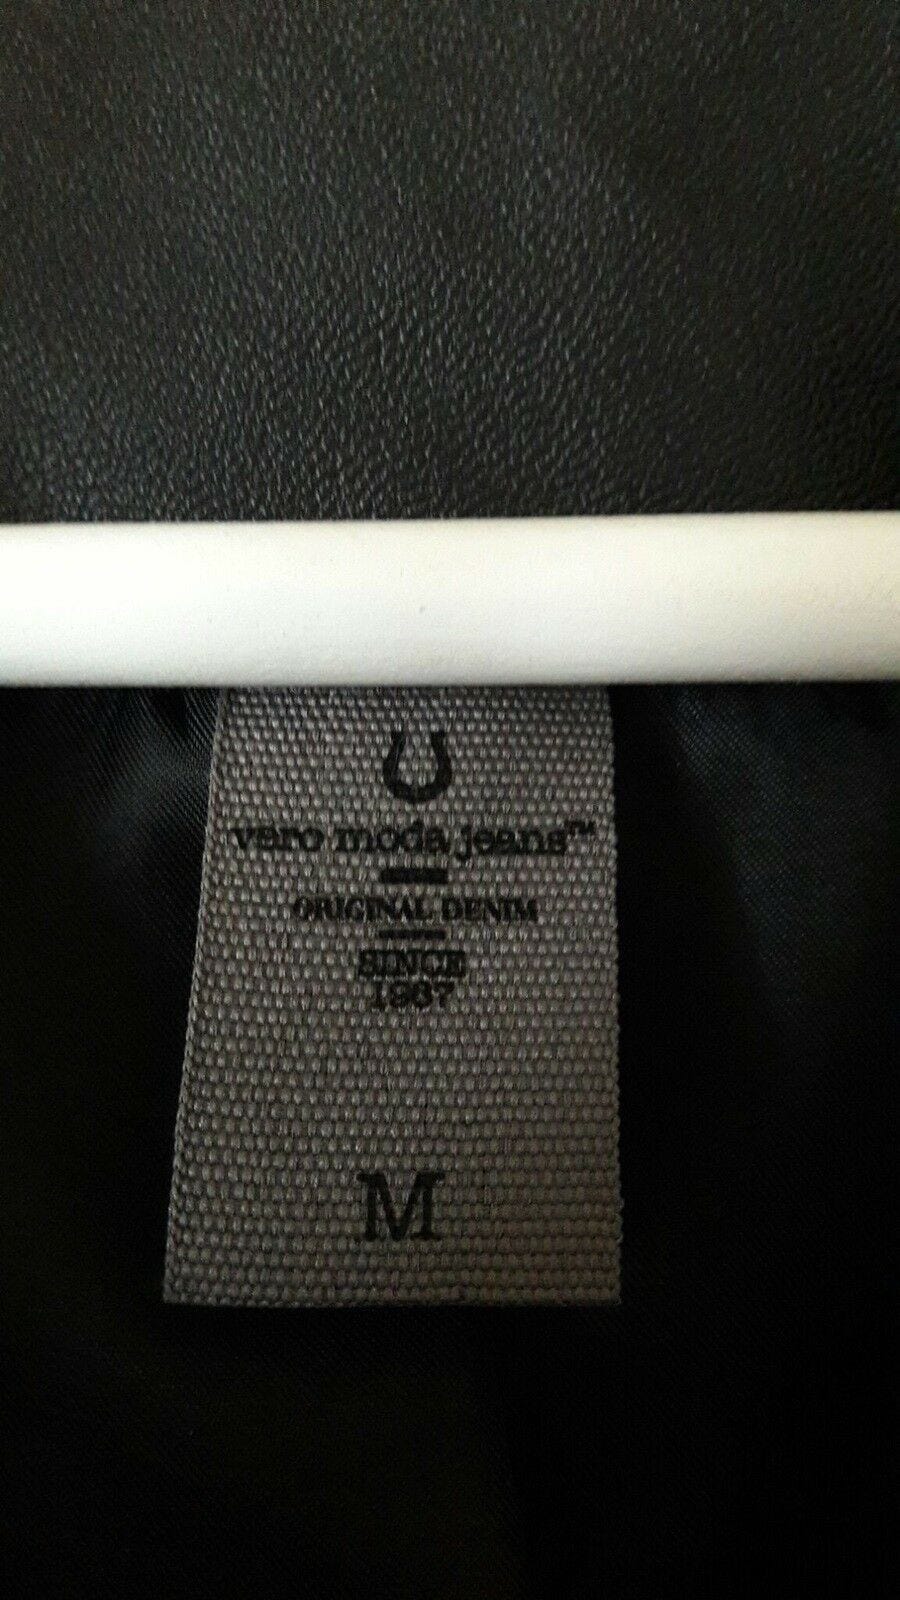 vero moda jeans™
ORIGINAL DENIM
SINCE
1987
M